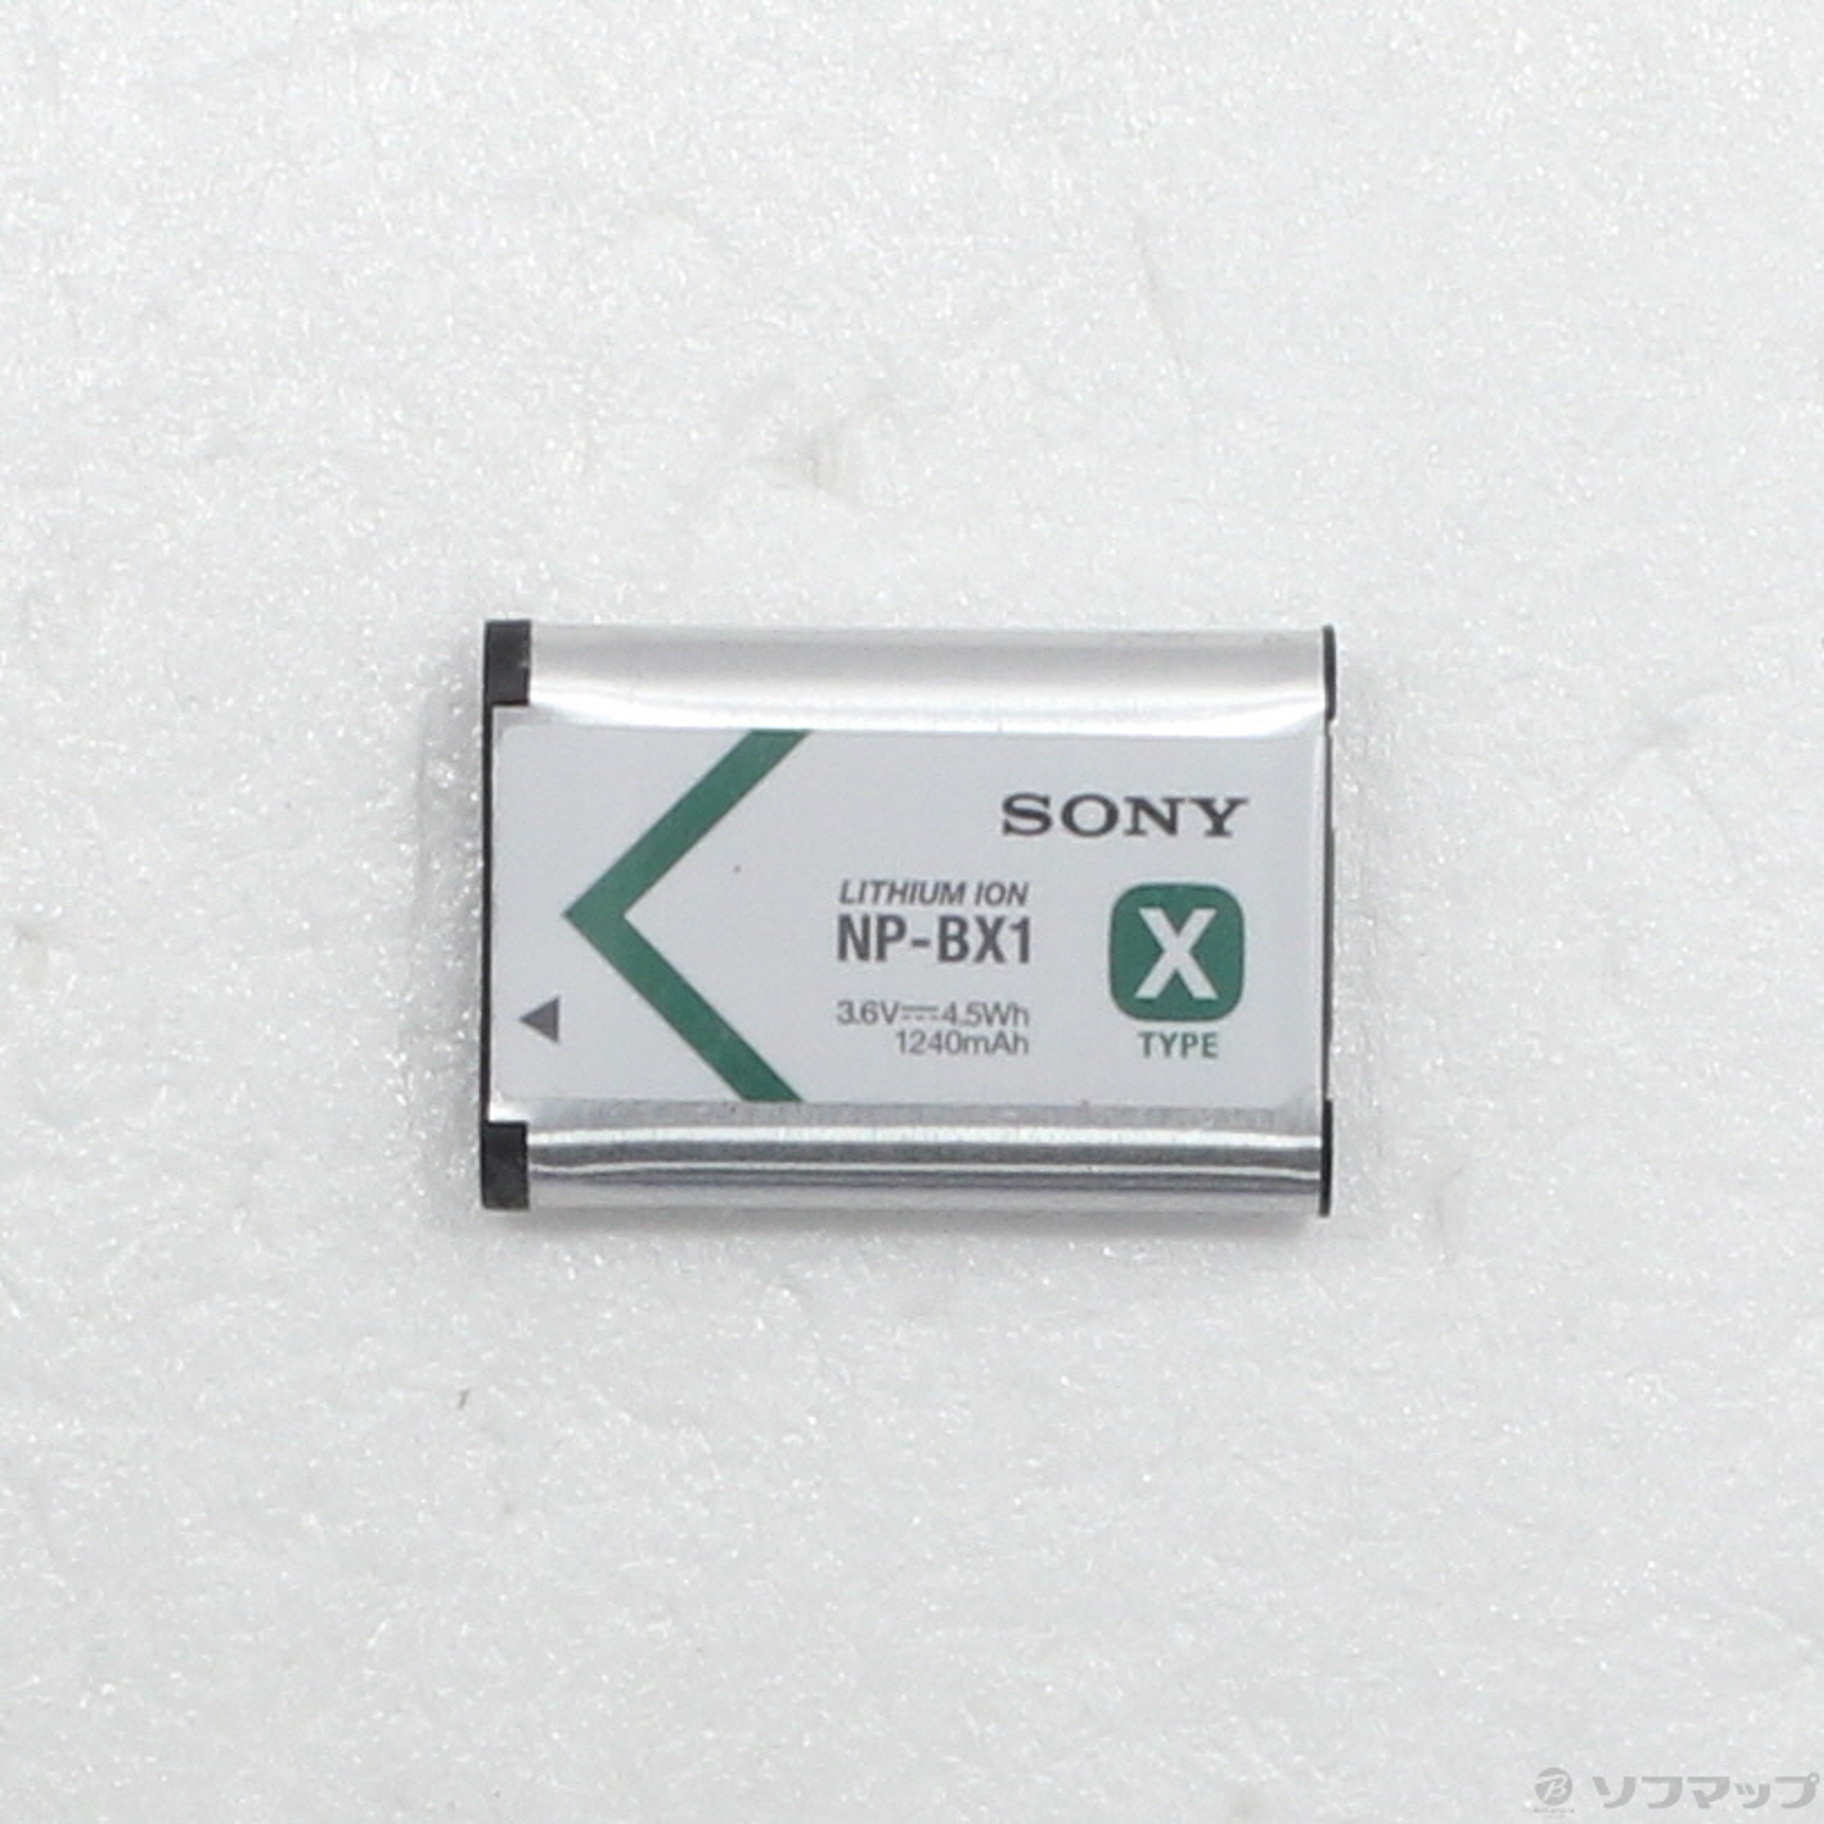 SONY
LITHIUM ION
NP-BX1
X
3.6V⎓4.5Wh
1240mAh
TYPE
ソフマップ